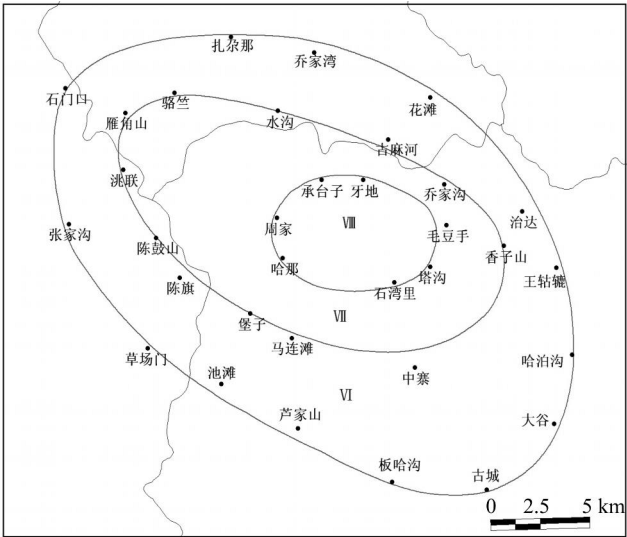 扎尕那
乔家湾
石门口
骆竺
花滩
雁角山
水沟
古麻河
洮联
承台子
牙地
乔家沟
治达
周家
Ⅷ
毛豆手
张家沟
陈鼓山
香子山
哈那
塔沟
王轱辘
陈旗
石湾里
堡子
Ⅶ
马连滩
草场门
哈泊沟
池滩
中寨
Ⅵ
芦家山
大谷
板哈沟
古城
0 2.5 5 km